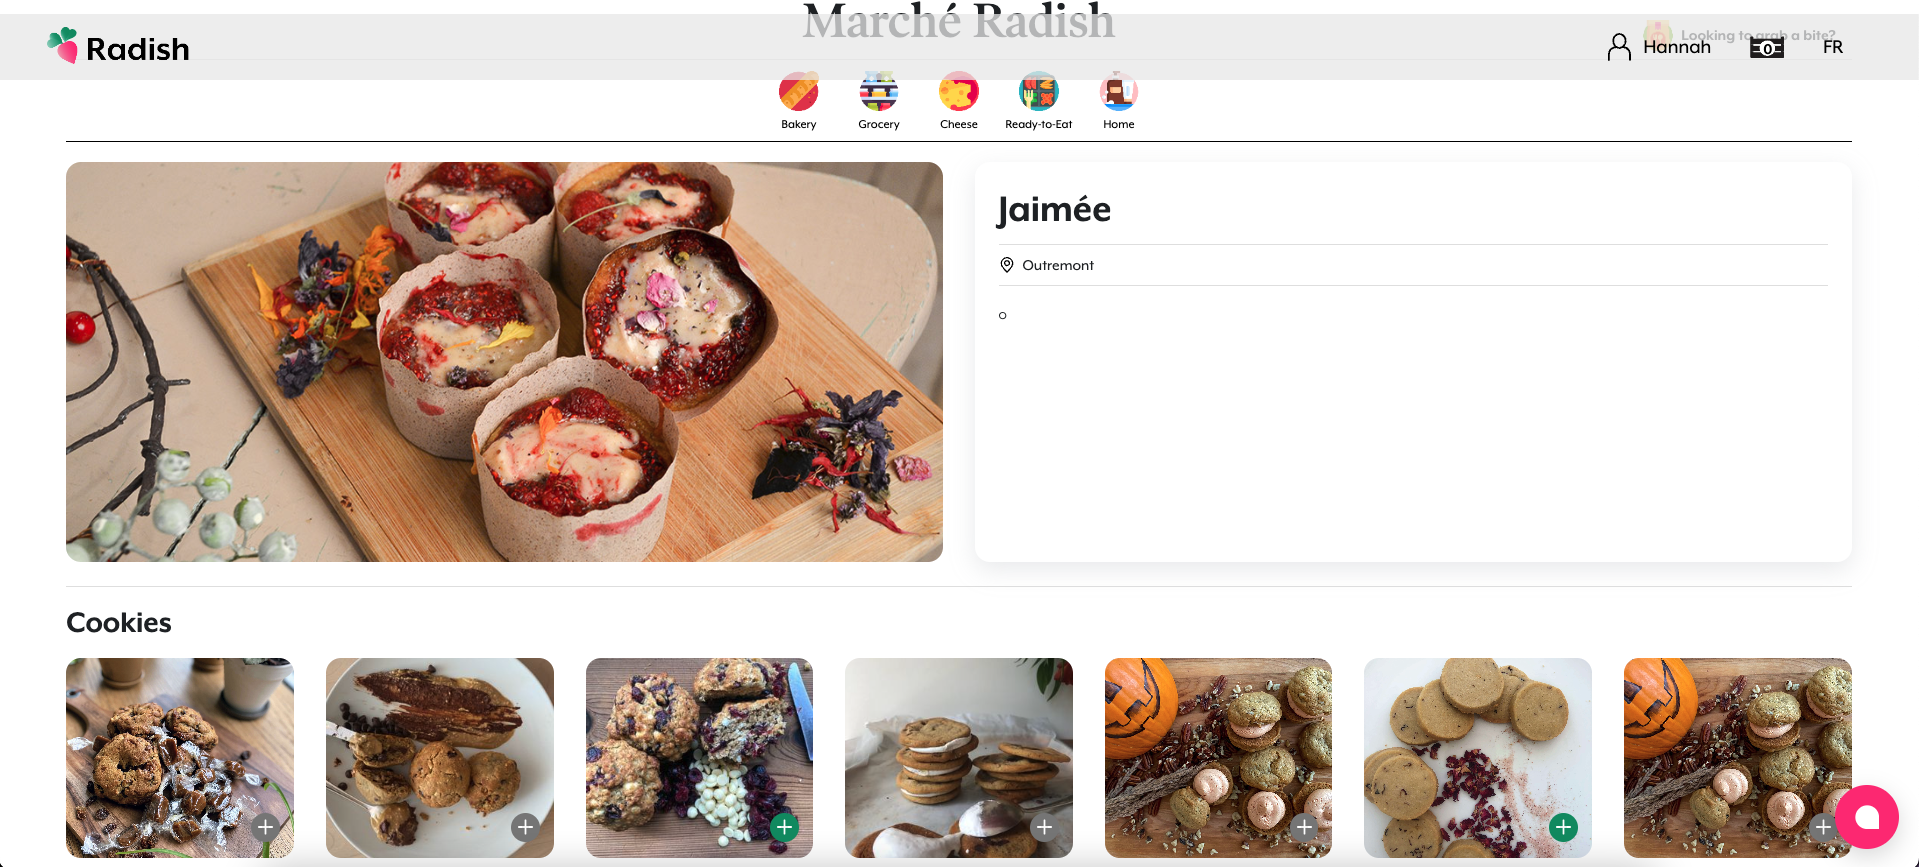 Marché Radish
Radish
Looking to grab a bite?
Hannah
0
FR
Bakery
Grocery
Cheese
Ready-to-Eat
Home
Jaimée
Outremont
o
Cookies